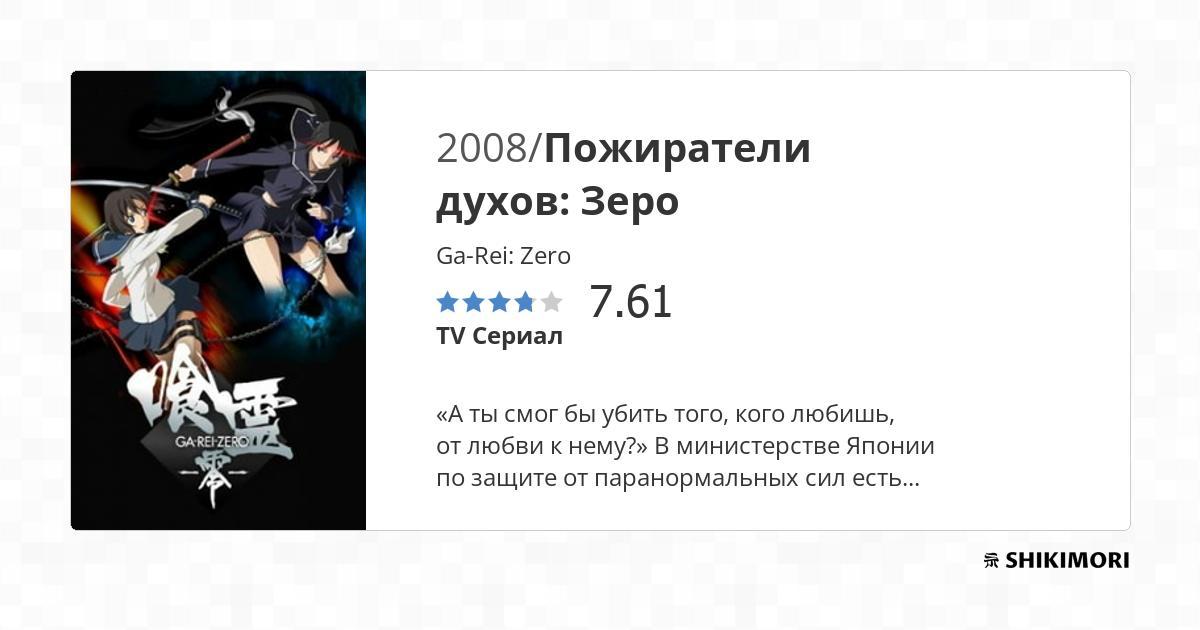 2008/Пожиратели
духов: Зеро
Ga-Rei: Zero
7.61
TV Сериал
«А ты смог бы убить того, кого любишь,
от любви к нему?» В министерстве Японии
по защите от паранормальных сил есть...
喰霊
GA-REI-ZERO
-零-
SHIKIMORI